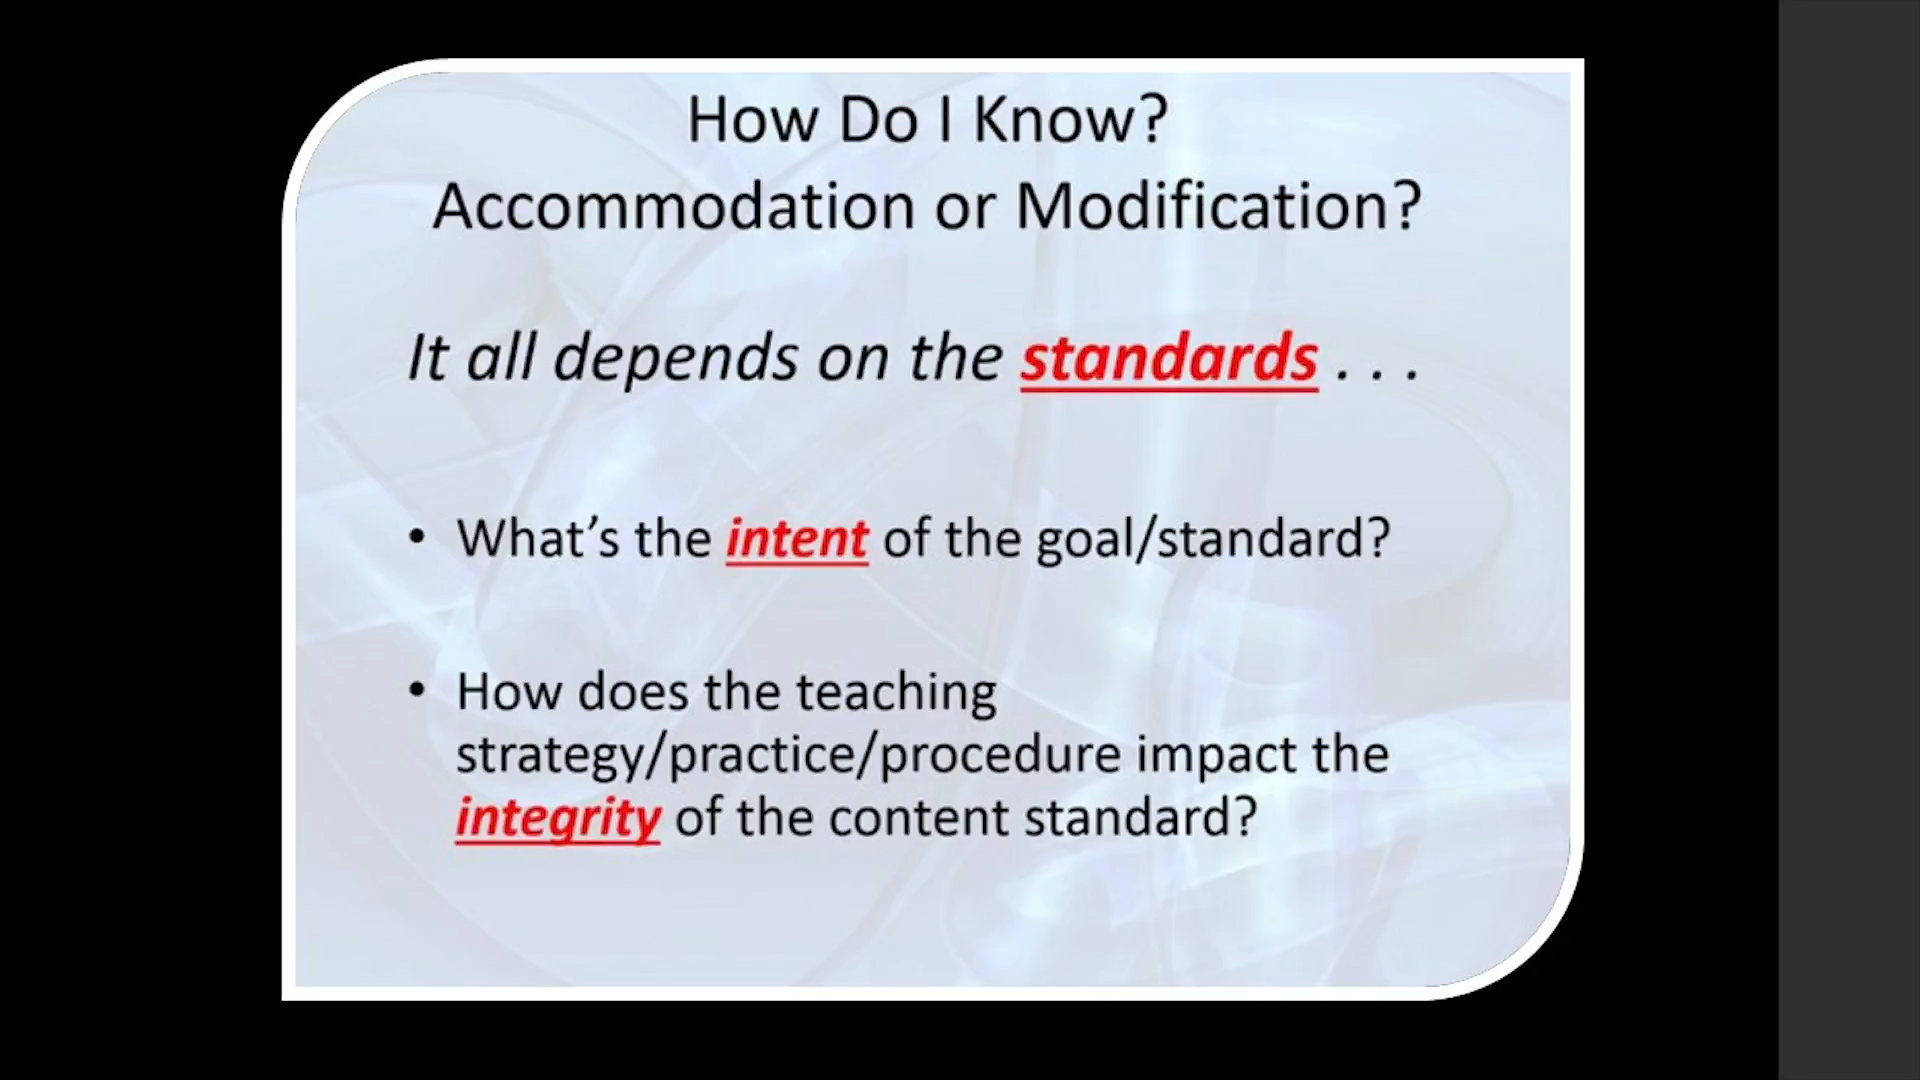 How Do I Know?
Accommodation or Modification?
It all depends on the standards . . .
• What’s the intent of the goal/standard?
• How does the teaching
strategy/practice/procedure impact the
integrity of the content standard?